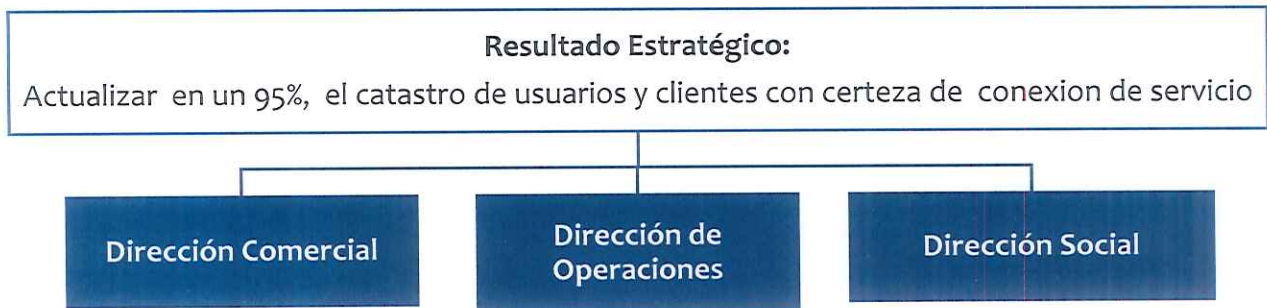 Resultado Estratégico:
Actualizar en un 95%, el catastro de usuarios y clientes con certeza de conexion de servicio
Dirección Comercial
Dirección de
Operaciones
Dirección Social